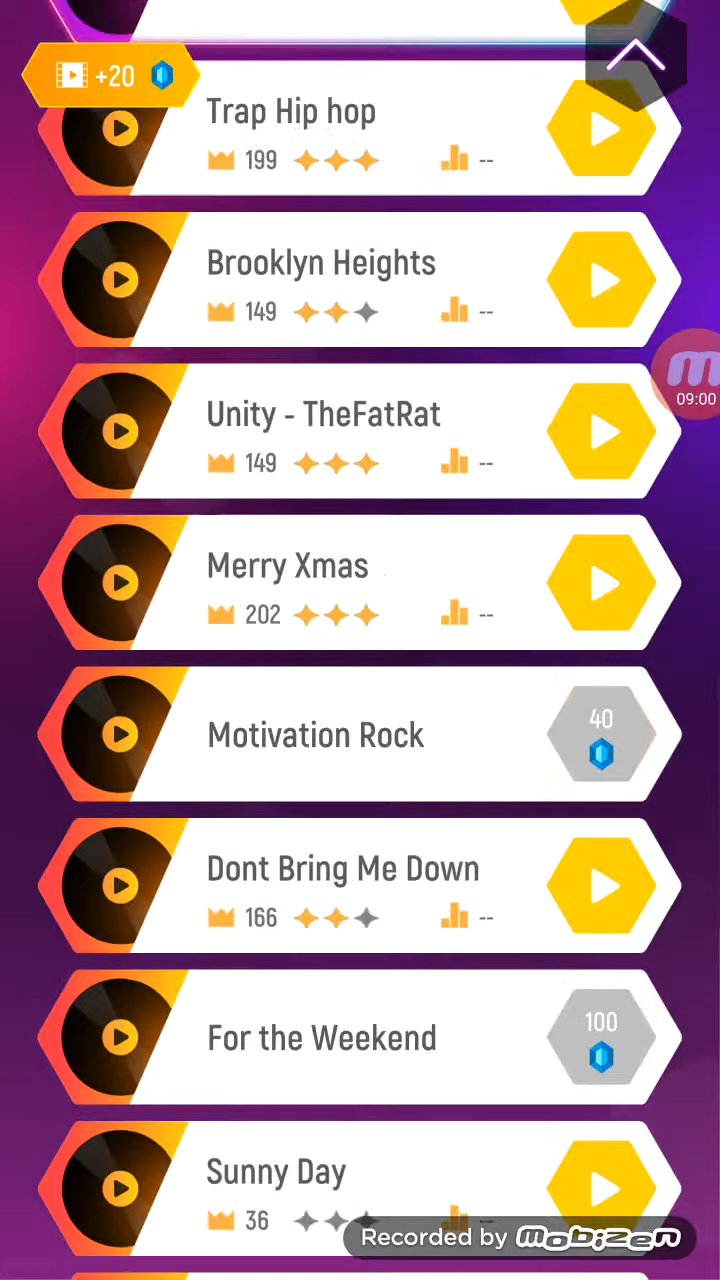 +20
Trap Hip hop
199 --
Brooklyn Heights
149 --
Unity - TheFatRat
149 --
09:00
Merry Xmas
202 --
Motivation Rock
40
Dont Bring Me Down
166 --
For the Weekend
100
Sunny Day
36 --
Recorded by Mobizen